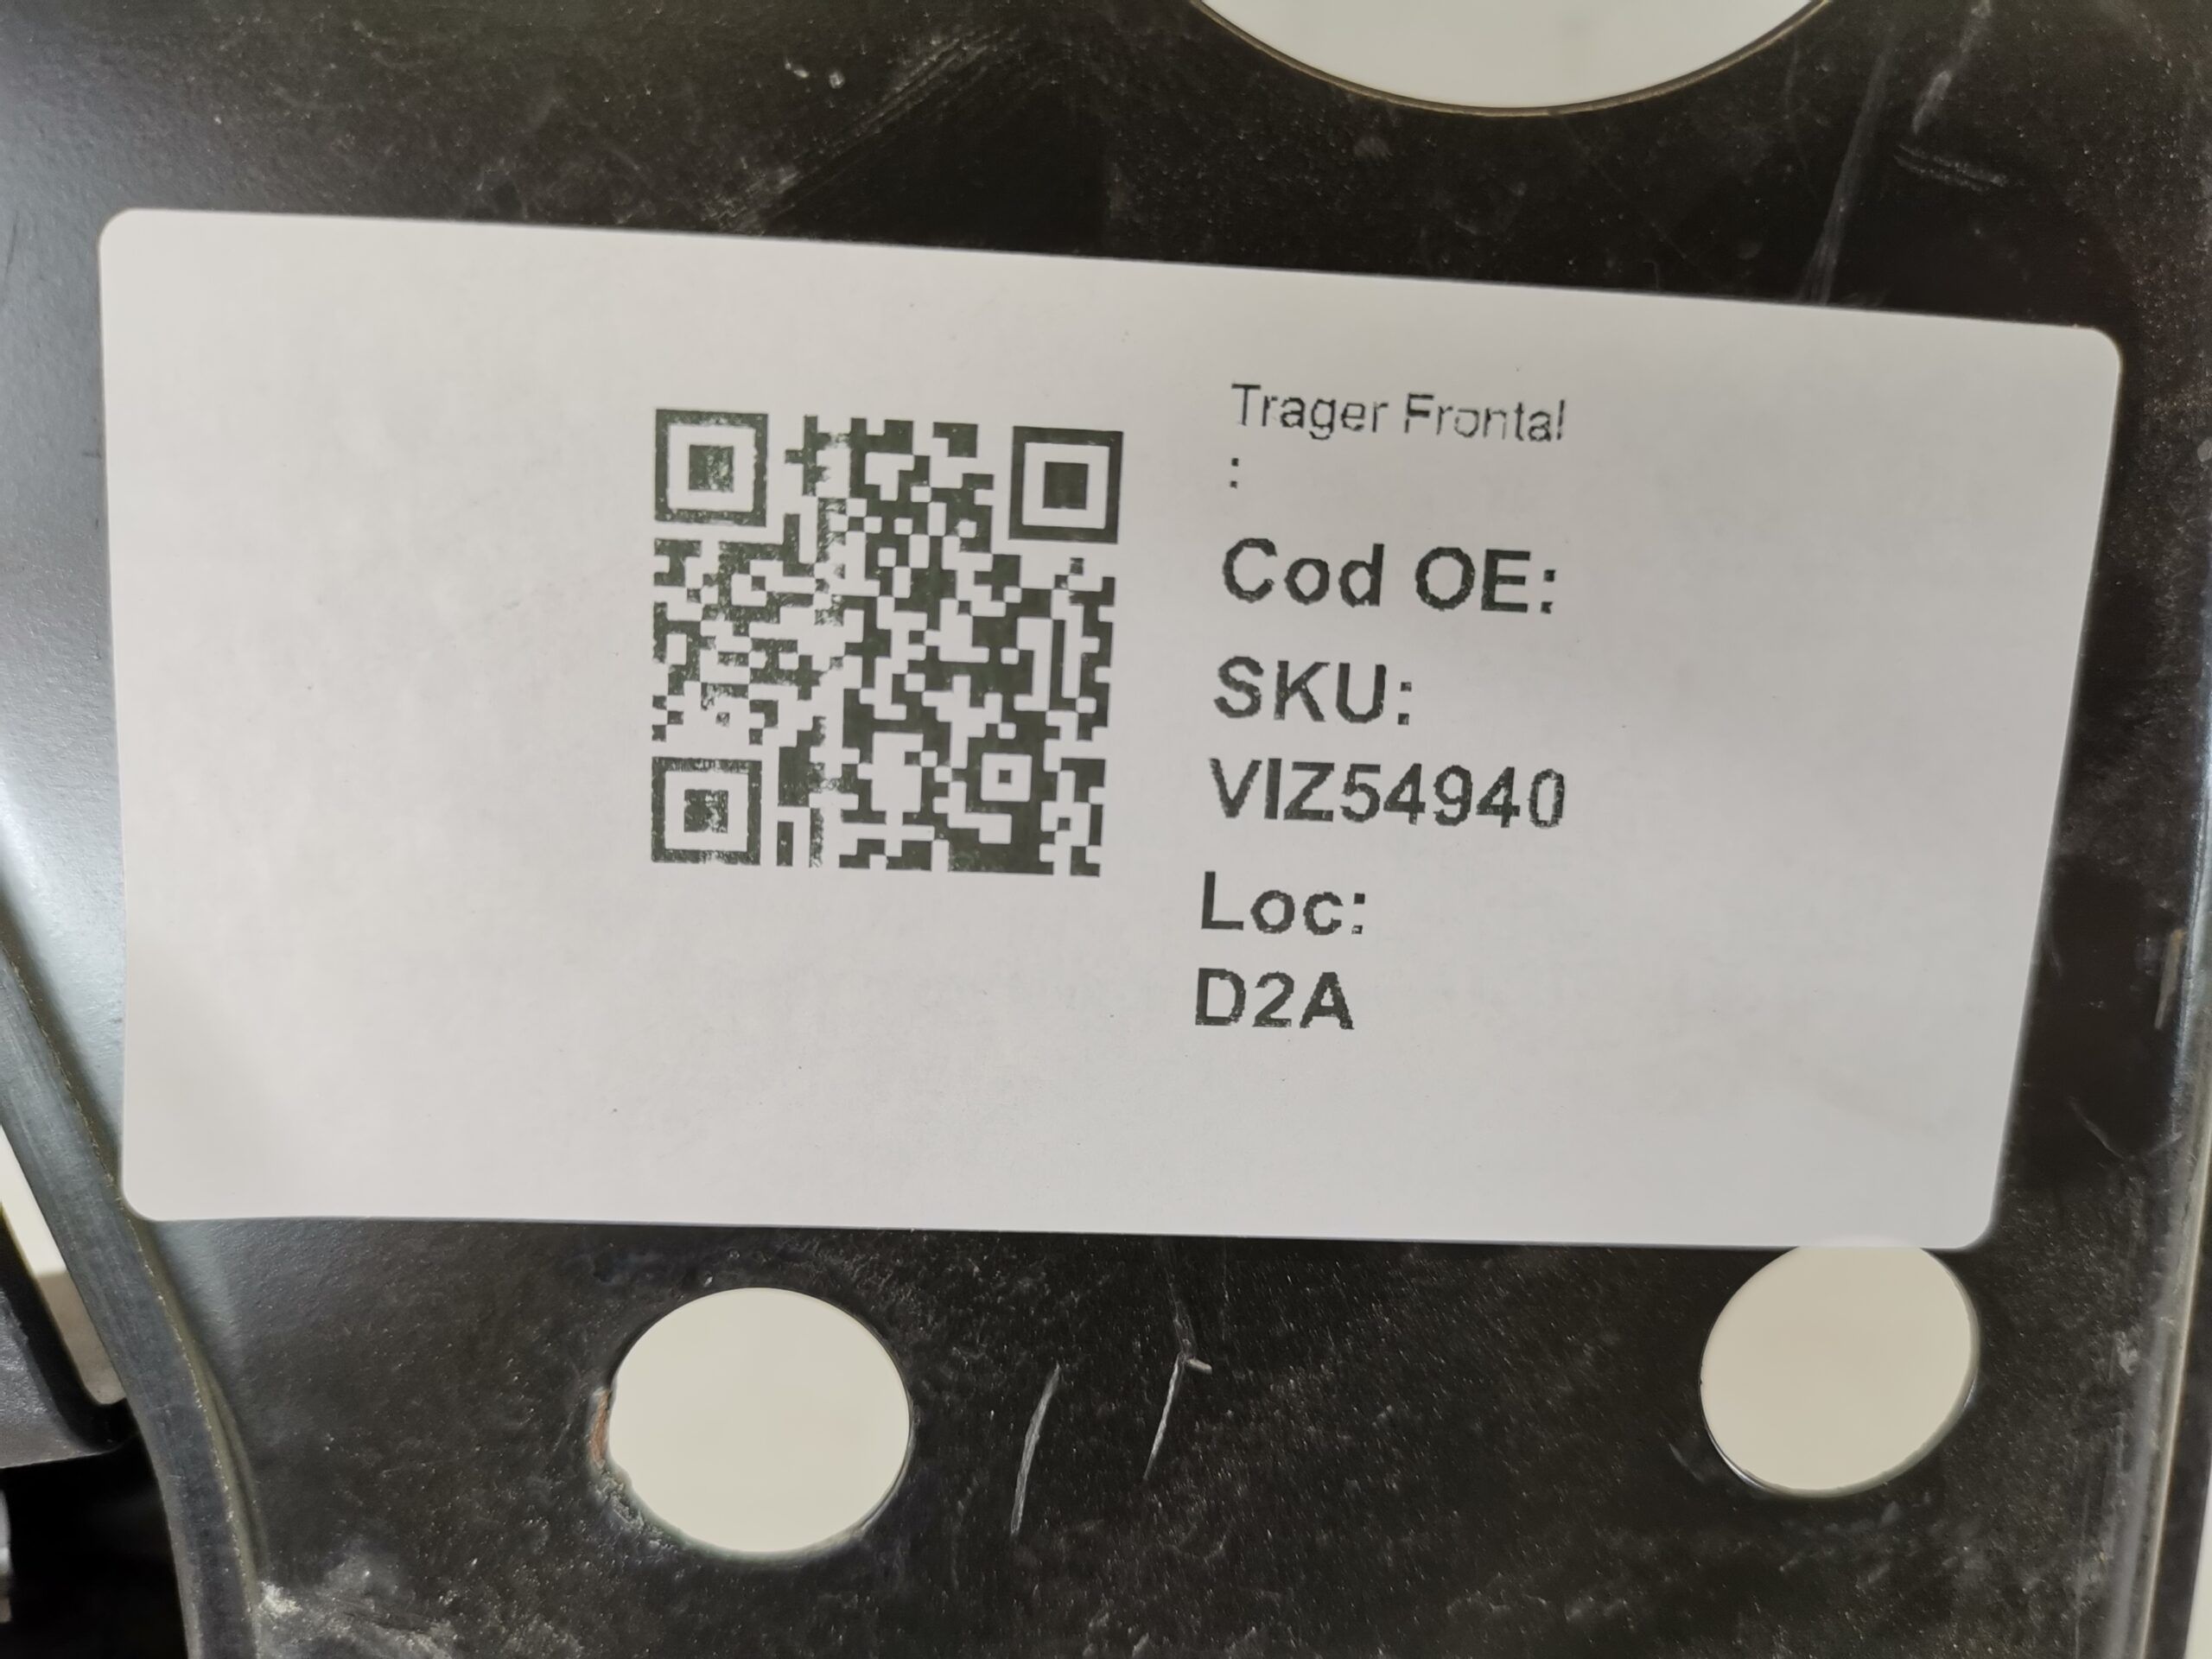 Trager Frontal
:
Cod OE:
SKU:
VIZ54940
Loc:
D2A